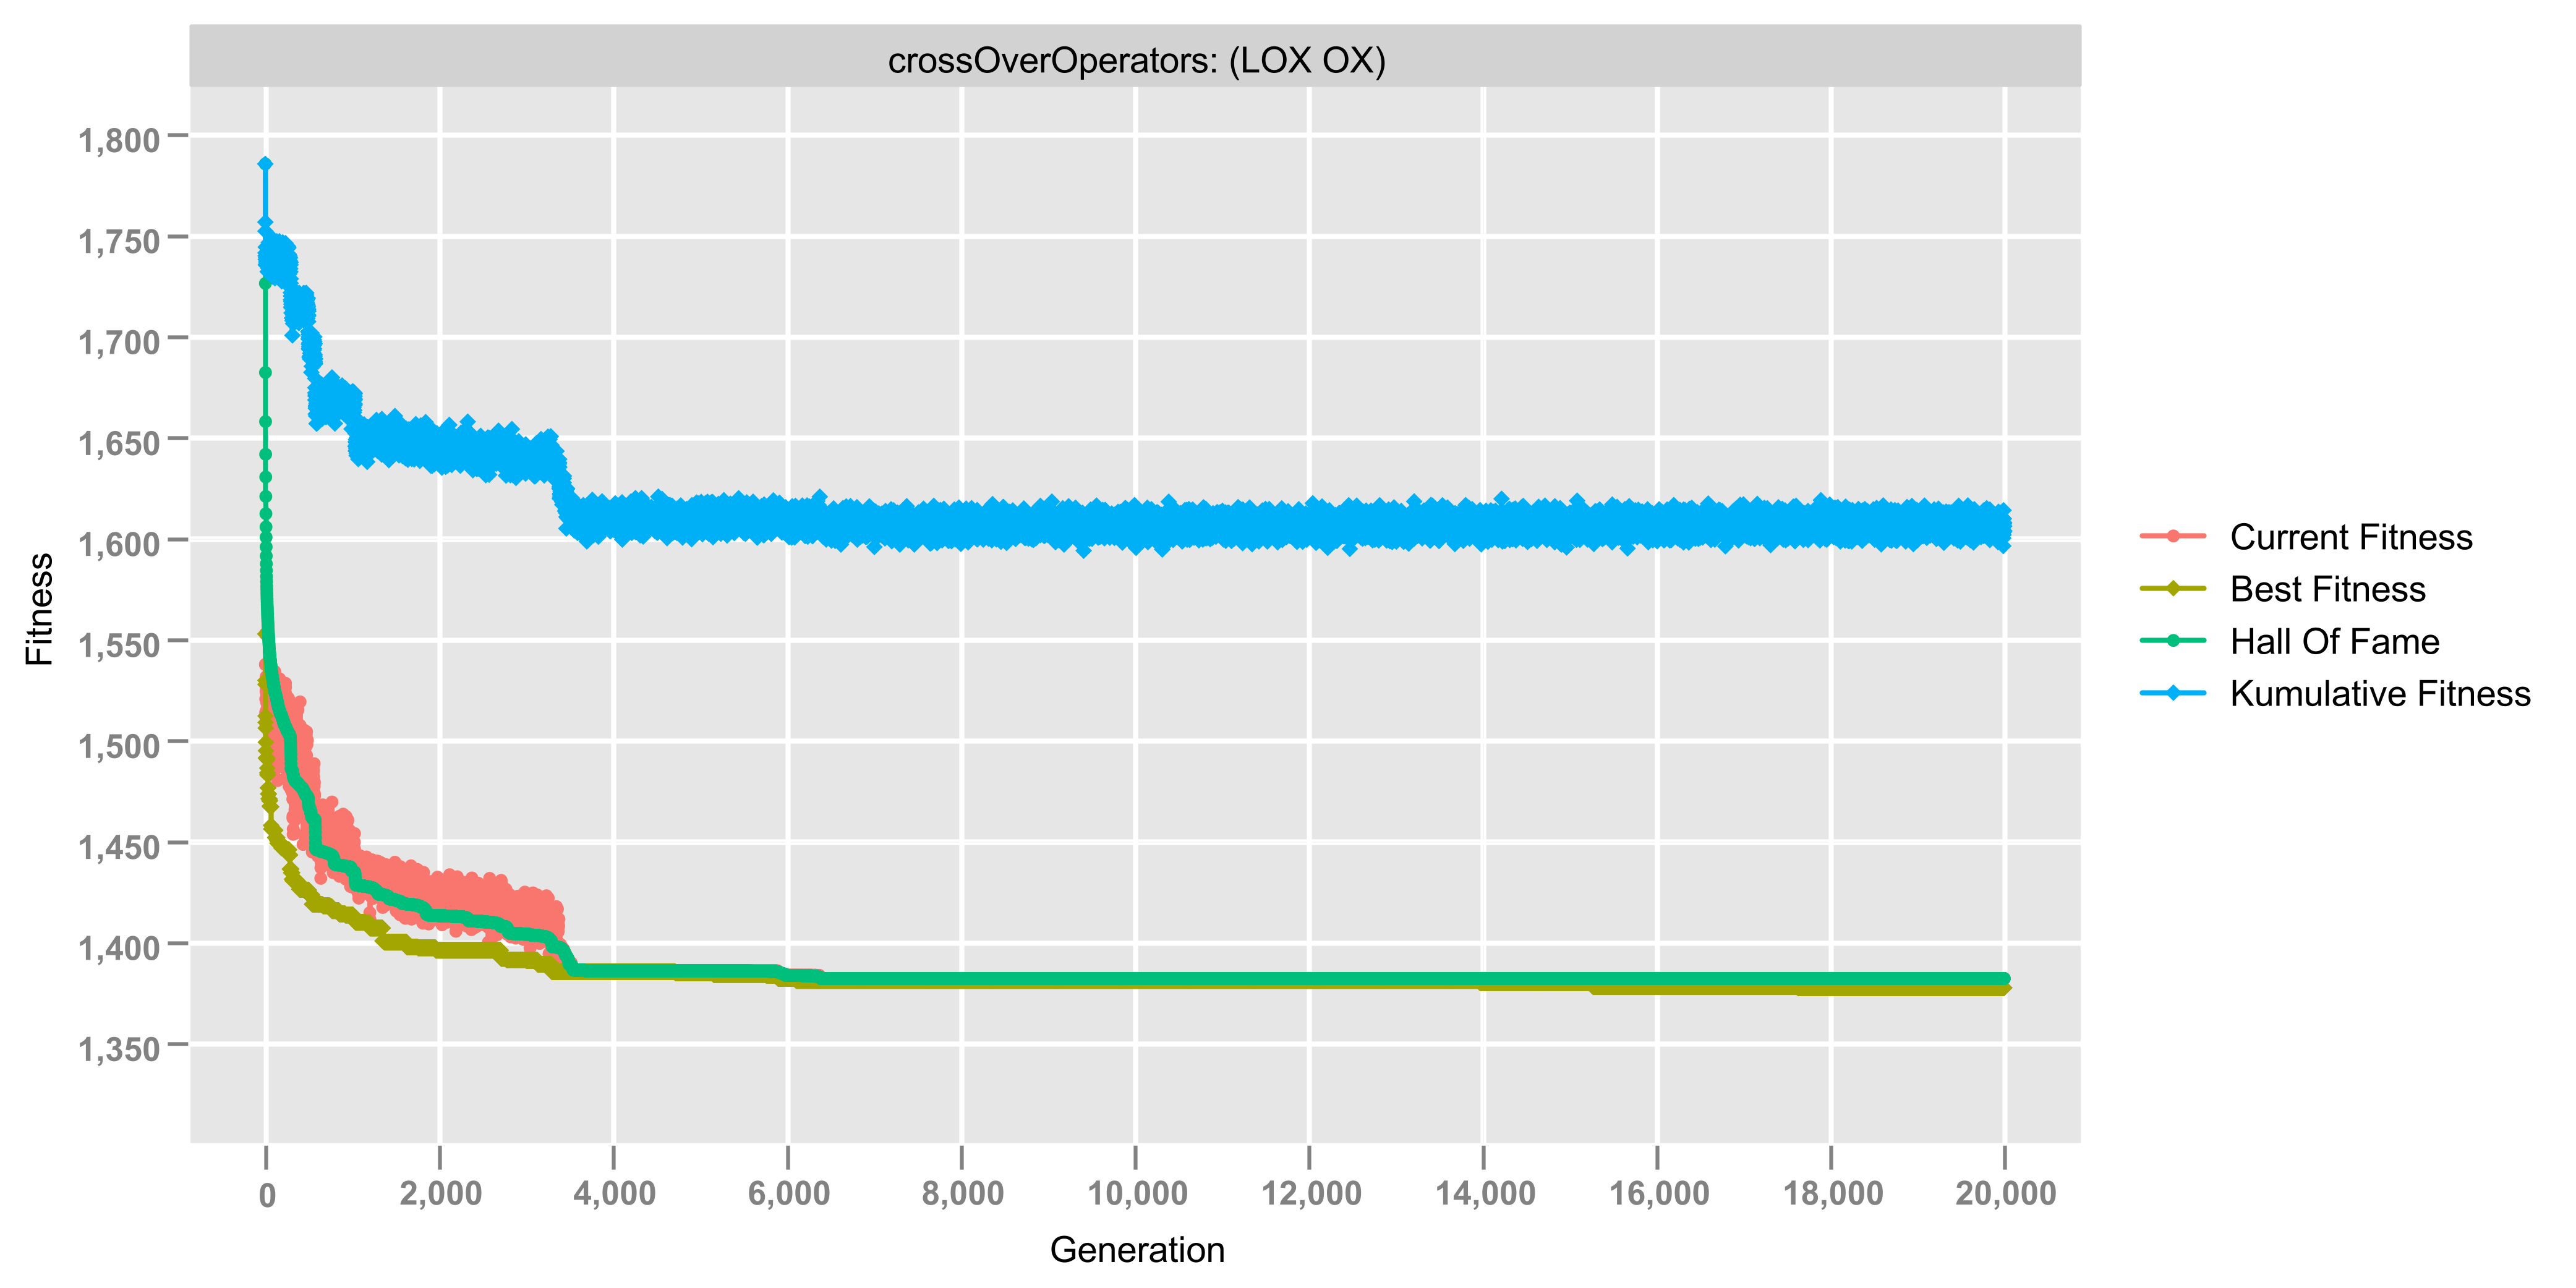 crossOverOperators: (LOX OX)
1,800
1,750
1,700
1,650
1,600
1,550
1,500
1,450
1,400
1,350
Fitness
0 2,000 4,000 6,000 8,000 10,000 12,000 14,000 16,000 18,000 20,000
Generation
Current Fitness
Best Fitness
Hall Of Fame
Kumulative Fitness